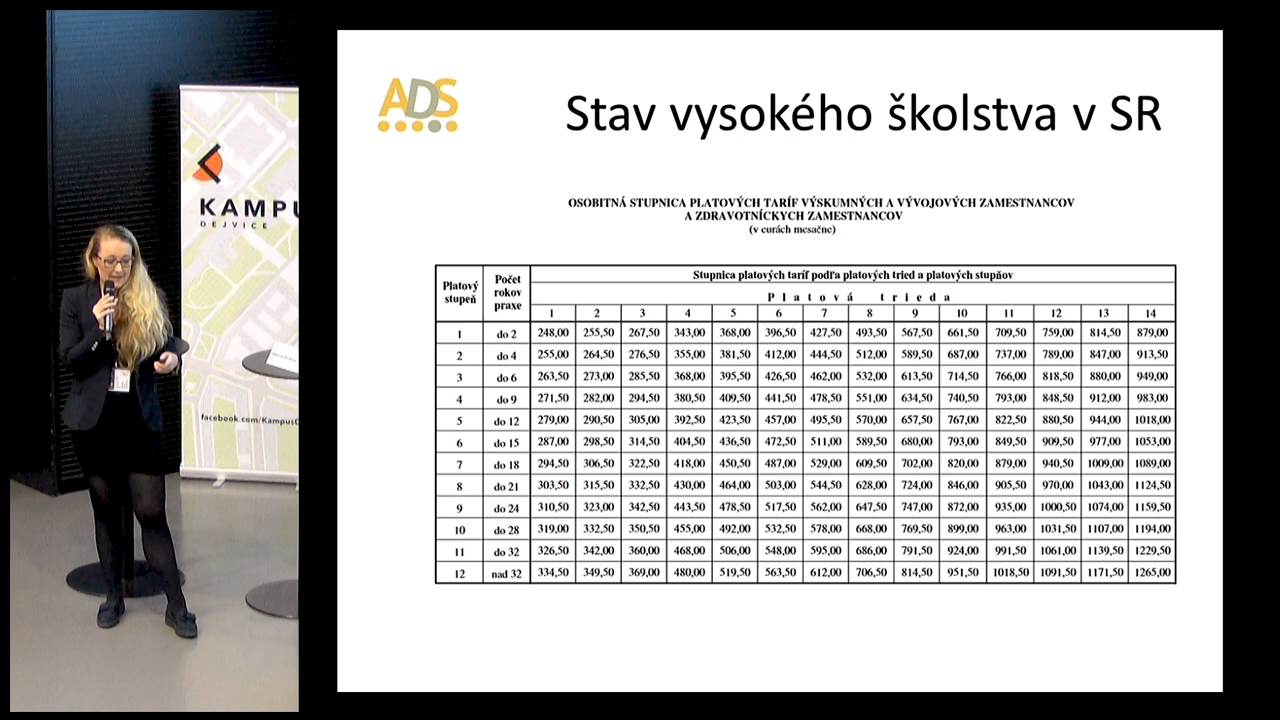 KAMPU
DEJVICE
facebook.com/Kampus
ADS
Stav vysokého školstva v SR
OSOBITNÁ STUPNICA PLATOVÝCH TARÍF VÝSKUMNÝCH A VÝVOJOVÝCH ZAMESTNANCOV
A ZDRAVOTNÍCKYCH ZAMESTNANCOV
(v eurách mesačne)
Platový stupeň Počet rokov praxe Stupnica platových taríf podľa platových tried a platových stupňov
Platová trieda
1 2 3 4 5 6 7 8 9 10 11 12 13 14
1 do 2 248,00 255,50 267,50 343,00 368,00 396,50 427,50 493,50 567,50 661,50 709,50 759,00 814,50 879,00
2 do 4 255,00 264,50 276,50 355,00 381,50 412,00 444,50 512,00 589,50 687,00 737,00 789,00 847,00 913,50
3 do 6 263,50 273,00 285,50 368,00 395,50 426,50 462,00 532,00 613,50 714,50 766,00 818,50 880,00 949,00
4 do 9 271,50 282,00 294,50 380,50 409,50 441,50 478,50 551,00 634,50 740,50 793,00 848,50 912,00 983,00
5 do 12 279,00 290,50 305,00 392,50 423,50 457,00 495,50 570,00 657,50 767,00 822,50 880,50 944,00 1018,00
6 do 15 287,00 298,50 314,50 404,50 436,50 472,50 511,00 589,50 680,00 793,00 849,50 909,50 977,00 1053,00
7 do 18 294,50 306,50 322,50 418,00 450,50 487,00 529,00 609,50 702,00 820,00 879,00 940,50 1009,00 1089,00
8 do 21 303,50 315,50 332,50 430,00 464,00 503,00 544,50 628,00 724,00 846,00 905,50 970,00 1043,00 1124,50
9 do 24 310,50 323,00 342,50 443,50 478,50 517,50 562,00 647,50 747,00 872,00 935,00 1000,50 1074,00 1159,50
10 do 28 319,00 332,50 350,50 455,00 492,00 532,50 578,00 668,00 769,50 899,00 963,00 1031,50 1107,00 1194,00
11 do 32 326,50 342,00 360,00 468,00 506,00 548,00 595,00 686,00 791,50 924,00 991,50 1061,00 1139,50 1229,50
12 nad 32 334,50 349,50 369,00 480,00 519,50 563,50 612,00 706,50 814,50 951,50 1018,50 1091,50 1171,50 1265,00